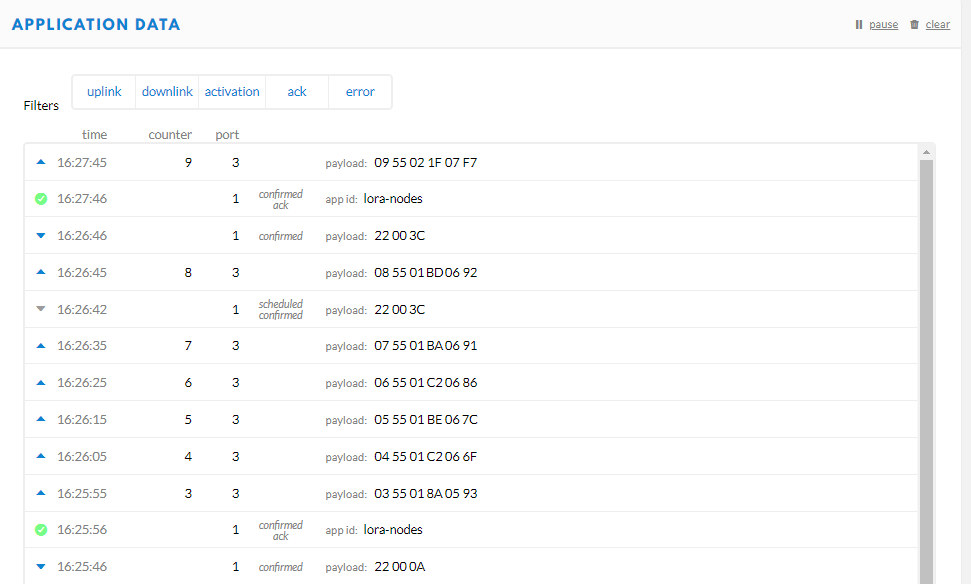 APPLICATION DATA
pause clear
Filters uplink downlink activation ack error
time counter port
16:27:45 9 3 payload: 09 55 02 1F 07 F7
16:27:46 1 confirmed ack app id: lora-nodes
16:26:46 1 confirmed payload: 22 00 3C
16:26:45 8 3 payload: 08 55 01 BD 06 92
16:26:42 1 scheduled confirmed payload: 22 00 3C
16:26:35 7 3 payload: 07 55 01 BA 06 91
16:26:25 6 3 payload: 06 55 01 C2 06 86
16:26:15 5 3 payload: 05 55 01 BE 06 7C
16:26:05 4 3 payload: 04 55 01 C2 06 6F
16:25:55 3 3 payload: 03 55 01 8A 05 93
16:25:56 1 confirmed ack app id: lora-nodes
16:25:46 1 confirmed payload: 22 00 0A